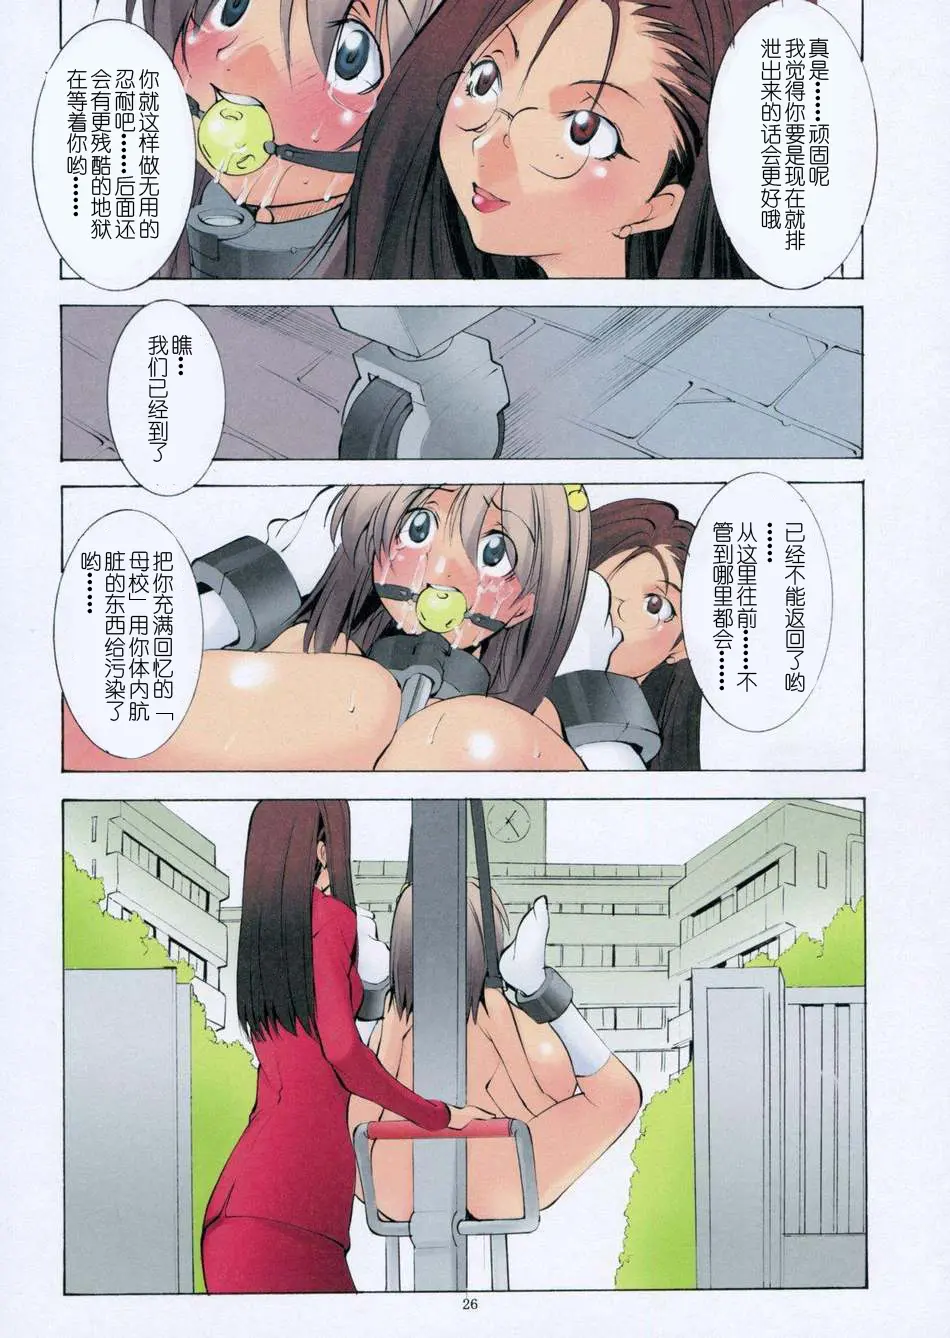 真是……顽固呢
我觉得你要是现在就排
泄出来的话会更好哦
你就这样做无用的
忍耐吧……后面还
会有更残酷的地狱
在等着你哟……
瞧…
我们已经到了
已经不能返回了哟
……
从这里往前……不
管到哪里都会……
把你充满回忆的「
母校」用你体内肮
脏的东西给污染了
哟……
26